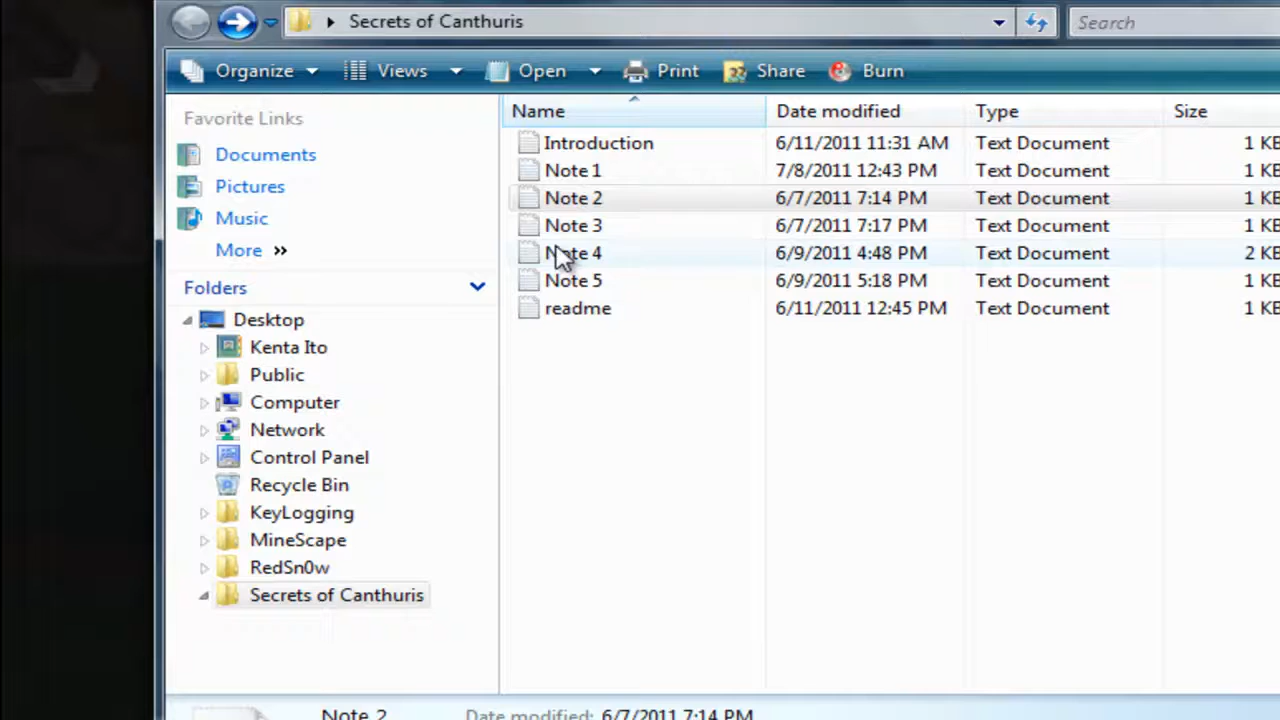 Secrets of Canthuris
Search
Organize Views Open Print Share Burn
Favorite Links
Documents
Pictures
Music
More »
Folders
Desktop
Kenta Ito
Public
Computer
Network
Control Panel
Recycle Bin
KeyLogging
MineScape
RedSn0w
Secrets of Canthuris
Name Date modified Type Size
Introduction 6/11/2011 11:31 AM Text Document 1 KB
Note 1 7/8/2011 12:43 PM Text Document 1 KB
Note 2 6/7/2011 7:14 PM Text Document 1 KB
Note 3 6/7/2011 7:17 PM Text Document 1 KB
Note 4 6/9/2011 4:48 PM Text Document 2 KB
Note 5 6/9/2011 5:18 PM Text Document 1 KB
readme 6/11/2011 12:45 PM Text Document 1 KB
Note 2 Date modified: 6/7/2011 7:14 PM